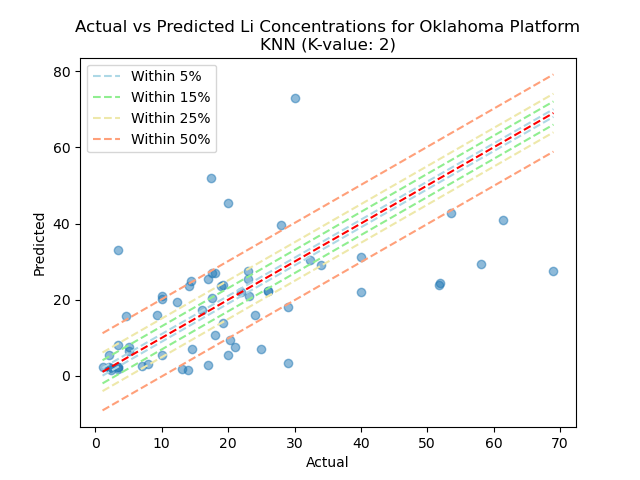 Actual vs Predicted Li Concentrations for Oklahoma Platform
KNN (K-value: 2)
Within 5%
Within 15%
Within 25%
Within 50%
80
60
40
20
0
Predicted
0 10 20 30 40 50 60 70
Actual